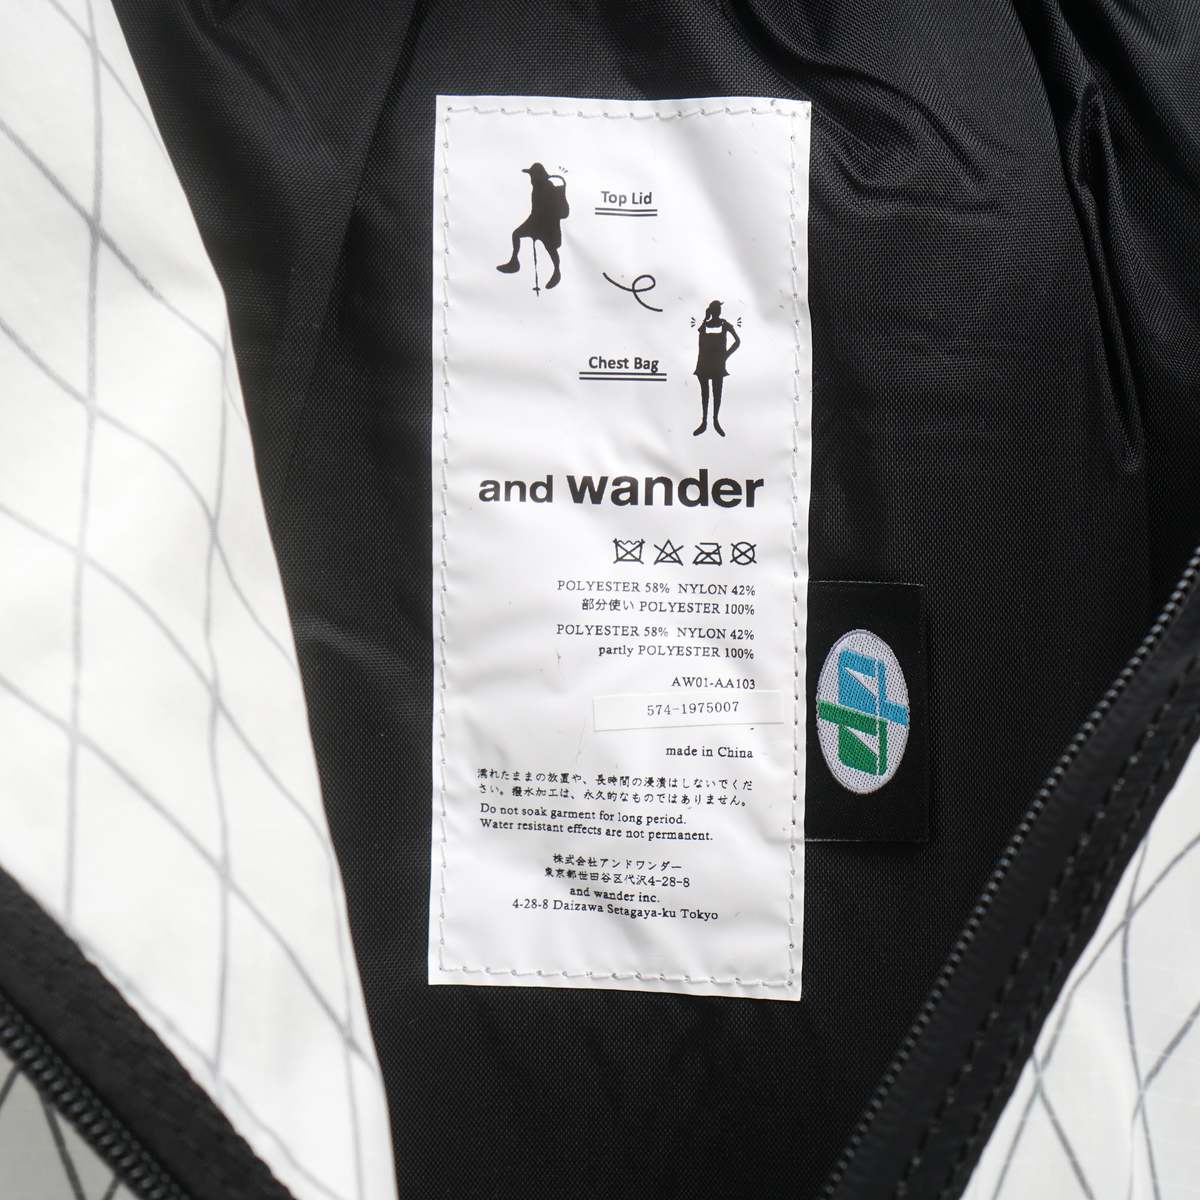 Top Lid
Chest Bag
and wander
POLYESTER 58% NYLON 42%
部分使い POLYESTER 100%
POLYESTER 58% NYLON 42%
partly POLYESTER 100%
AW01-AA103
574-1975007
made in China
濡れたままの放置や、長時間の浸漬はしないでくだ
さい。撥水加工は、永久的なものではありません。
Do not soak garment for long period.
Water resistant effects are not permanent.
株式会社アンドワンダー
東京都世田谷区代沢4-28-8
and wander inc.
4-28-8 Daizawa Setagaya-ku Tokyo